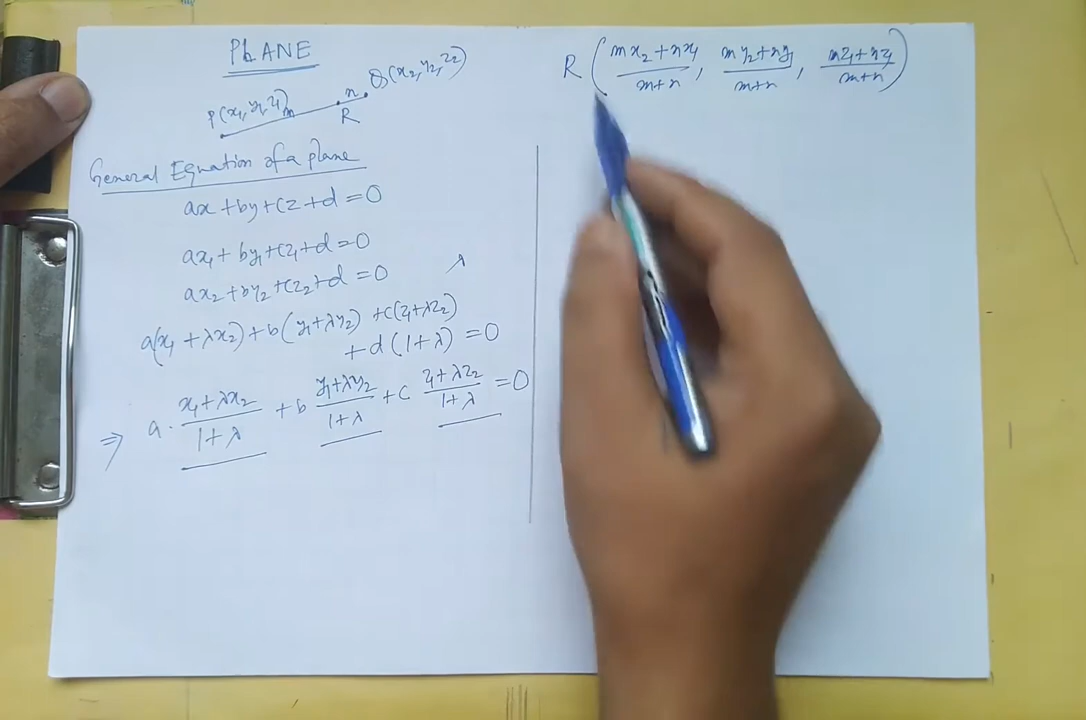 PLANE
P(x₁, y₁, z₁) m n Q(x₂, y₂, z₂)
R
General Equation of a plane
ax + by + cz + d = 0
ax₁ + by₁ + cz₁ + d = 0
ax₂ + by₂ + cz₂ + d = 0
λ
a(x₁ + λx₂) + b(y₁ + λy₂) + c(z₁ + λz₂)
+ d(1 + λ) = 0
⇒ a · (x₁ + λx₂)/(1 + λ) + b (y₁ + λy₂)/(1 + λ) + c (z₁ + λz₂)/(1 + λ) = 0
R ( (mx₂ + nx₁)/(m + n), (my₂ + ny₁)/(m + n), (mz₁ + nz₁)/(m + n) )